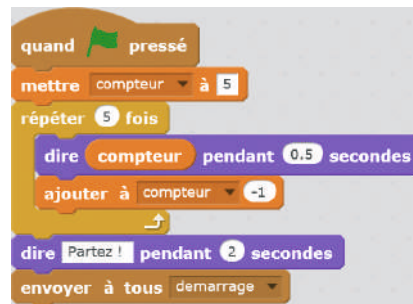 quand pressé
mettre compteur à 5
répéter 5 fois
dire compteur pendant 0.5 secondes
ajouter à compteur -1
dire Partez ! pendant 2 secondes
envoyer à tous demarrage